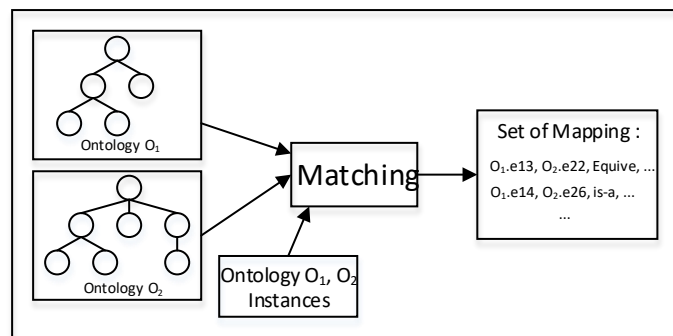 Ontology O₁
Ontology O₂
Matching
Ontology O₁, O₂
Instances
Set of Mapping :
O₁.e13, O₂.e22, Equive, ...
O₁.e14, O₂.e26, is-a, ...
...